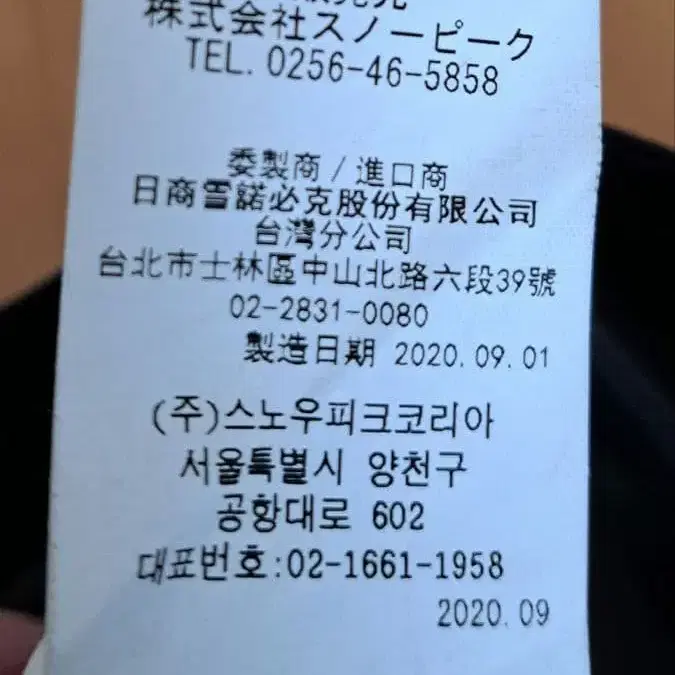 株式会社スノーピーク
TEL. 0256-46-5858
委製商 / 進口商
日商雪諾必克股份有限公司
台灣分公司
台北市士林區中山北路六段39號
02-2831-0080
製造日期 2020.09.01
(주)스노우피크코리아
서울특별시 양천구
공항대로 602
대표번호:02-1661-1958
2020.09